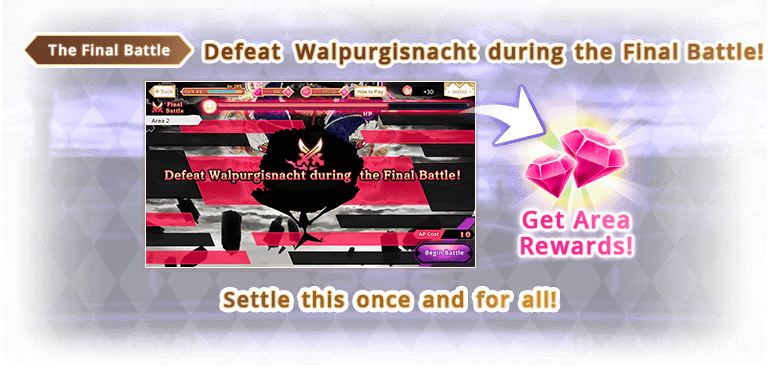 The Final Battle
Defeat Walpurgisnacht during the Final Battle!
Back
How to Play
×30
MENU
Final
Battle
HP
Area 2
Defeat Walpurgisnacht during the Final Battle!
AP Cost 10
Begin Battle
Get Area
Rewards!
Settle this once and for all!